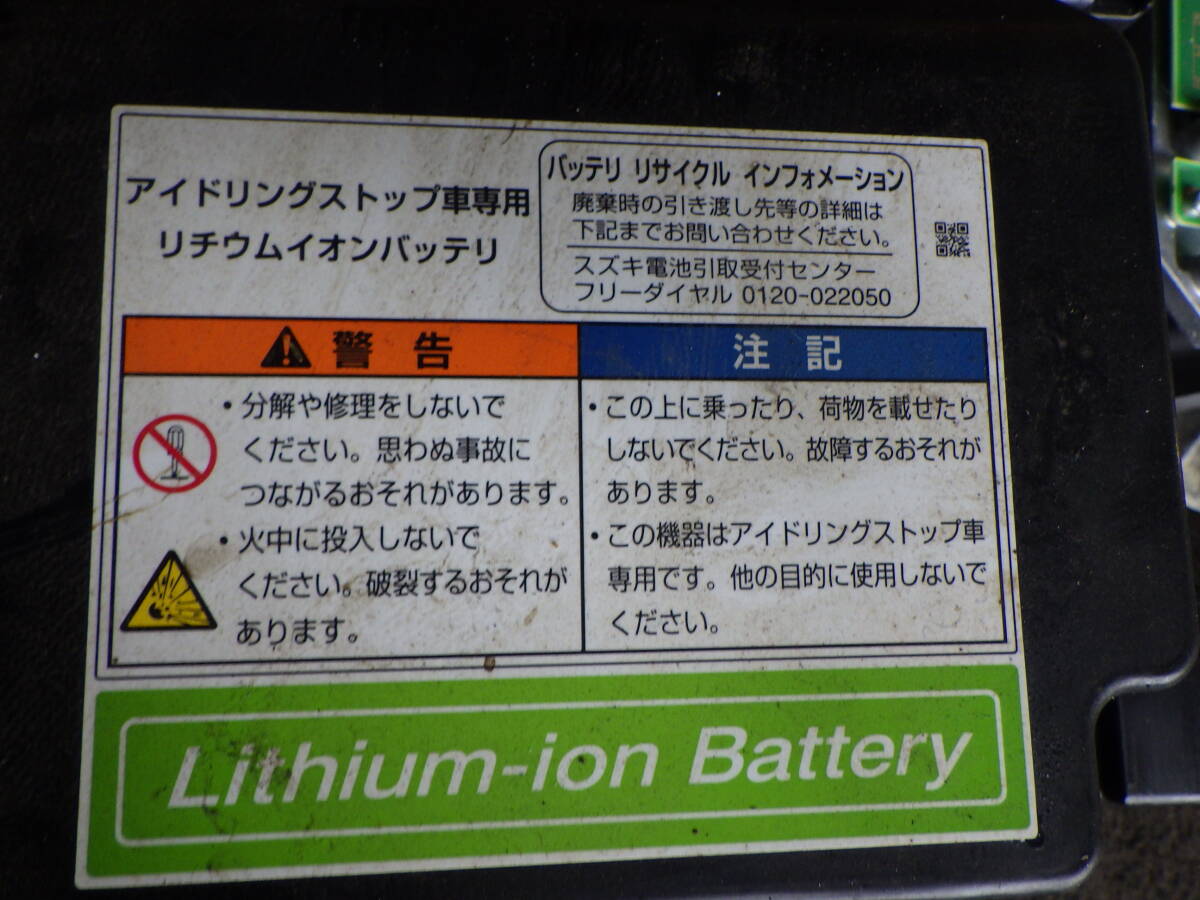 アイドリングストップ車専用
リチウムイオンバッテリ
バッテリ リサイクル インフォメーション
廃棄時の引き渡し先等の詳細は
下記までお問い合わせください。
スズキ電池引取受付センター
フリーダイヤル 0120-022050
警告
・分解や修理をしないで
ください。思わぬ事故に
つながるおそれがあります。
・火中に投入しないで
ください。破裂するおそれが
あります。
注記
・この上に乗ったり、荷物を載せたり
しないでください。故障するおそれが
あります。
・この機器はアイドリングストップ車
専用です。他の目的に使用しないで
ください。
Lithium-ion Battery